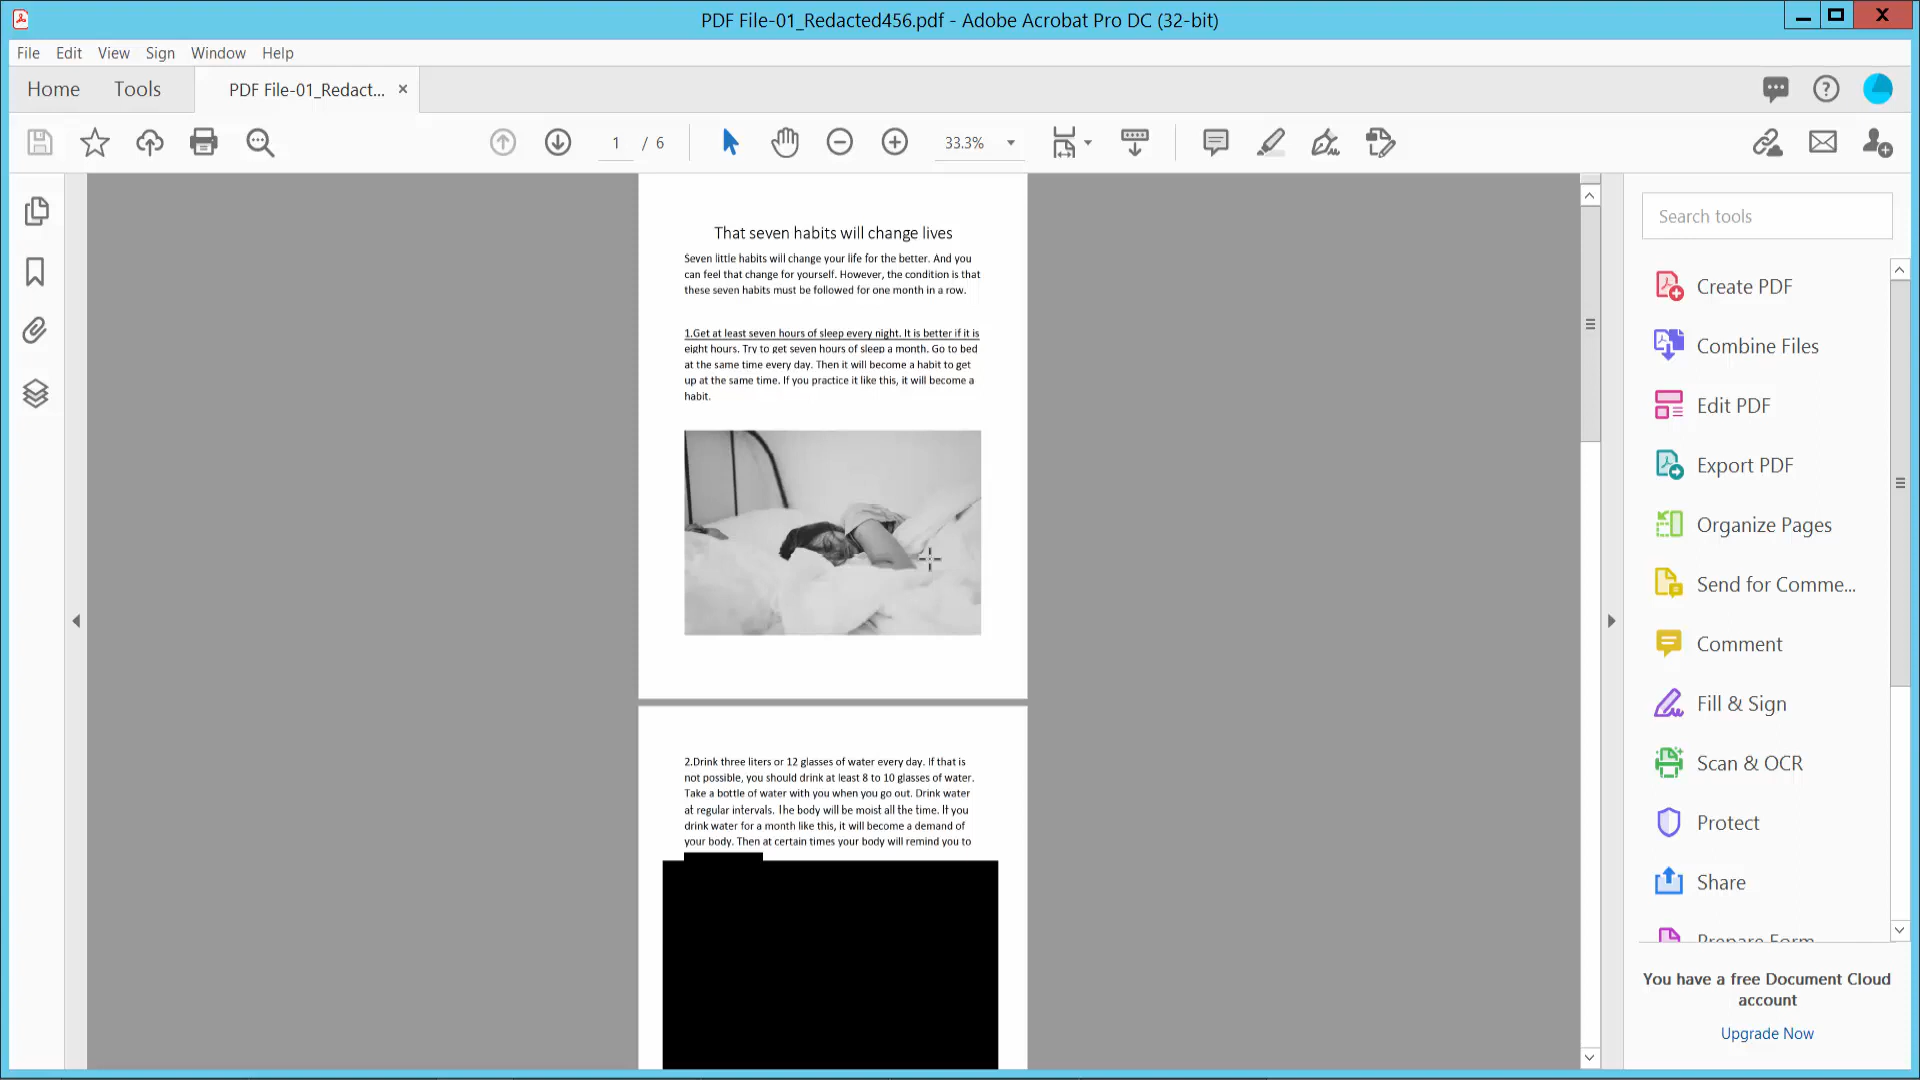 PDF File-01_Redacted456.pdf - Adobe Acrobat Pro DC (32-bit)
X
File Edit View Sign Window Help
Home Tools PDF File-01_Redact... ×
1 / 6 33.3%
Search tools
Create PDF
Combine Files
Edit PDF
Export PDF
Organize Pages
Send for Comme...
Comment
Fill & Sign
Scan & OCR
Protect
Share
Prepare Form
You have a free Document Cloud
account
Upgrade Now
That seven habits will change lives
Seven little habits will change your life for the better. And you
can feel that change for yourself. However, the condition is that
these seven habits must be followed for one month in a row.
1.Get at least seven hours of sleep every night. It is better if it is
eight hours. Try to get seven hours of sleep a month. Go to bed
at the same time every day. Then it will become a habit to get
up at the same time. If you practice it like this, it will become a
habit.
2.Drink three liters or 12 glasses of water every day. If that is
not possible, you should drink at least 8 to 10 glasses of water.
Take a bottle of water with you when you go out. Drink water
at regular intervals. The body will be moist all the time. If you
drink water for a month like this, it will become a demand of
your body. Then at certain times your body will remind you to